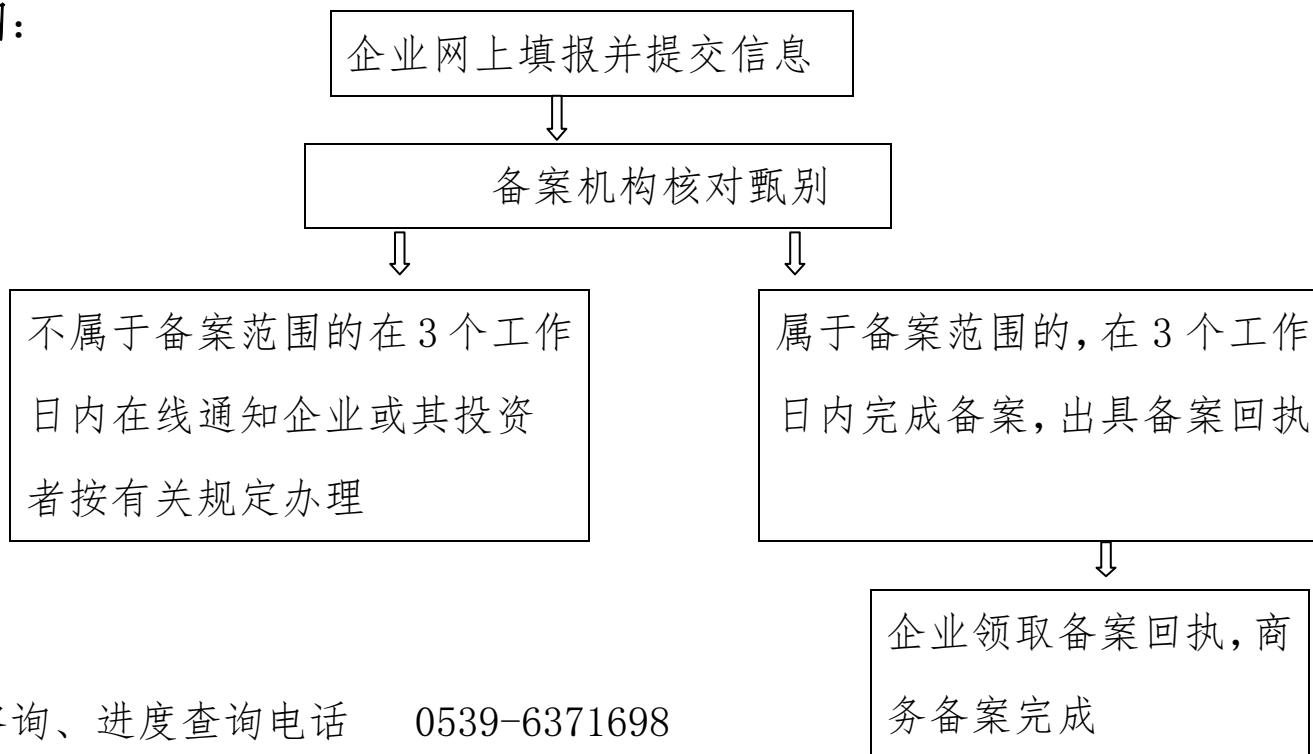 企业网上填报并提交信息
备案机构核对甄别
不属于备案范围的在3个工作
日内在线通知企业或其投资
者按有关规定办理
属于备案范围的，在3个工作
日内完成备案，出具备案回执
企业领取备案回执，商
务备案完成
询、进度查询电话 0539-6371698